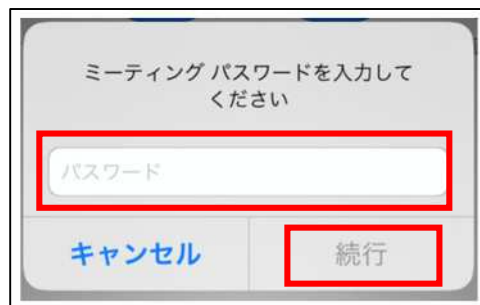 ミーティング パスワードを入力して
ください
パスワード
キャンセル
続行